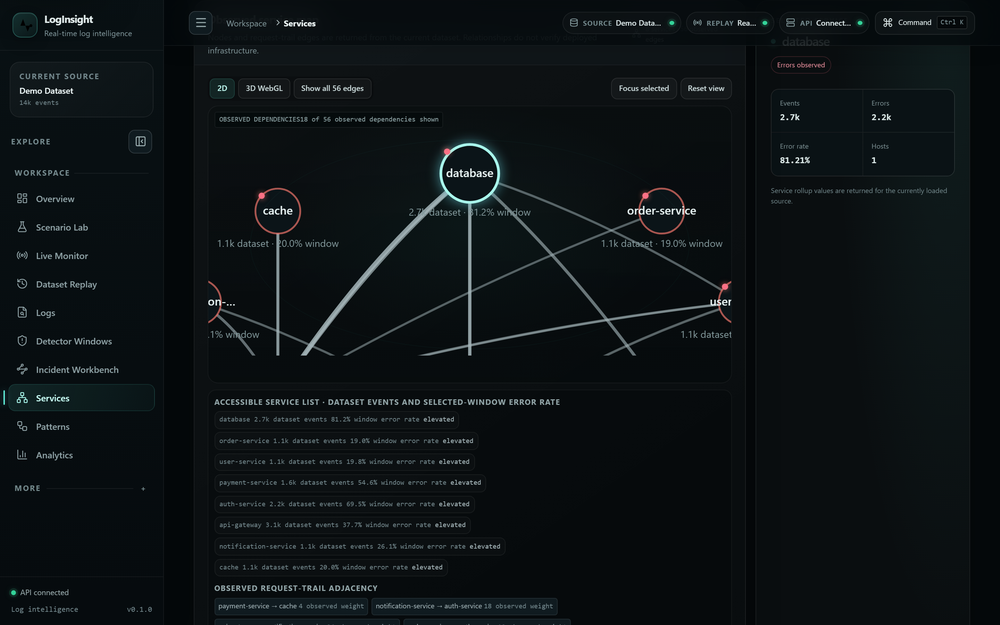 LogInsight
Real-time log intelligence
CURRENT SOURCE
Demo Dataset
14k events
EXPLORE
WORKSPACE
Overview
Scenario Lab
Live Monitor
Dataset Replay
Logs
Detector Windows
Incident Workbench
Services
Patterns
Analytics
MORE +
API connected
Log intelligence v0.1.0
Workspace > Services
SOURCE Demo Data...
REPLAY Rea...
API Connect...
Command Ctrl K
Observed service map
Nodes and request-trail edges are returned from the current dataset. Relationships do not verify deployed
infrastructure.
edges
2D
3D WebGL
Show all 56 edges
Focus selected
Reset view
OBSERVED DEPENDENCIES18 of 56 observed dependencies shown
database
2.7k dataset · 81.2% window
cache
1.1k dataset · 20.0% window
order-service
1.1k dataset · 19.0% window
on-...
.1% window
user
1.1k dataset
ACCESSIBLE SERVICE LIST · DATASET EVENTS AND SELECTED-WINDOW ERROR RATE
database 2.7k dataset events 81.2% window error rate elevated
order-service 1.1k dataset events 19.0% window error rate elevated
user-service 1.1k dataset events 19.8% window error rate elevated
payment-service 1.6k dataset events 54.6% window error rate elevated
auth-service 2.2k dataset events 69.5% window error rate elevated
api-gateway 3.1k dataset events 37.7% window error rate elevated
notification-service 1.1k dataset events 26.1% window error rate elevated
cache 1.1k dataset events 20.0% window error rate elevated
OBSERVED REQUEST-TRAIL ADJACENCY
payment-service → cache 4 observed weight
notification-service → auth-service 18 observed weight
database
Errors observed
Events
2.7k
Errors
2.2k
Error rate
81.21%
Hosts
1
Service rollup values are returned for the currently loaded
source.